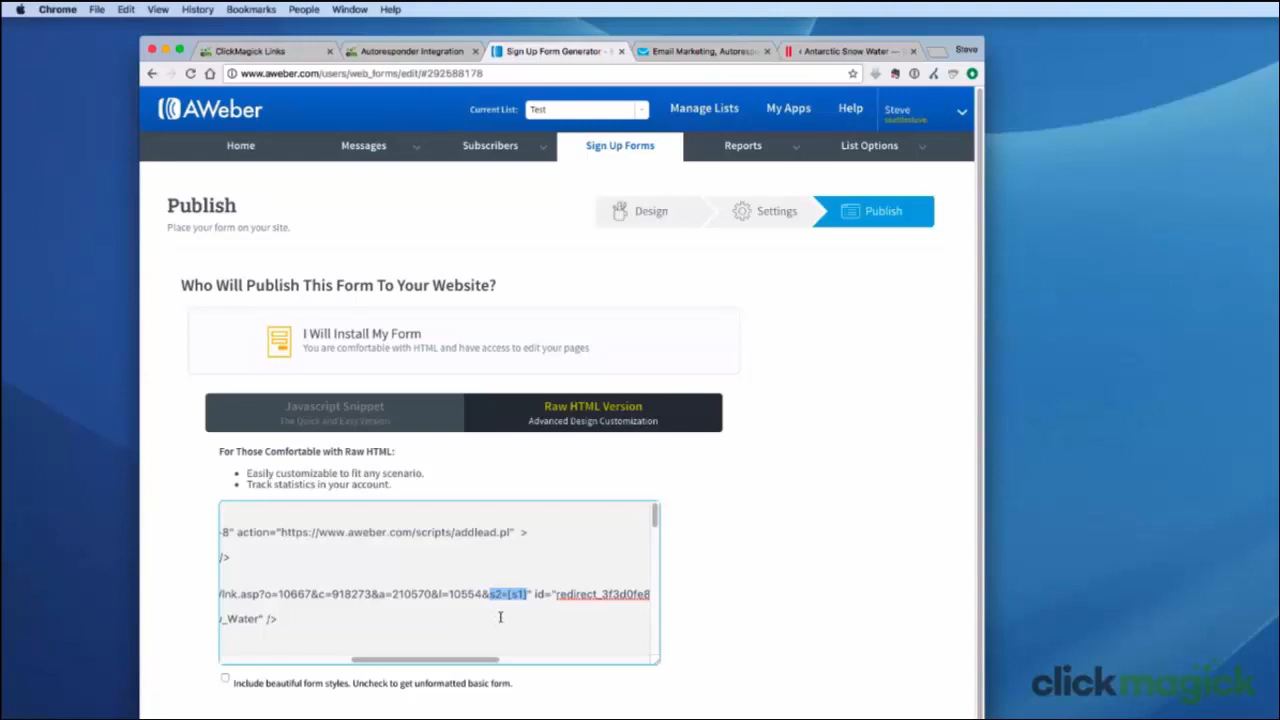 Chrome File Edit View History Bookmarks People Window Help
ClickMagick Links Autoresponder Integration Sign Up Form Generator - Email Marketing, Autorespo Antarctic Snow Water — Steve
www.aweber.com/users/web_forms/edit/#292588178
AWeber Current List: Test Manage Lists My Apps Help Steve
Home Messages Subscribers Sign Up Forms Reports List Options
Publish
Place your form on your site.
Design Settings Publish
Who Will Publish This Form To Your Website?
I Will Install My Form
You are comfortable with HTML and have access to edit your pages
Javascript Snippet Raw HTML Version
The Quick and Easy Version Advanced Design Customization
For Those Comfortable with Raw HTML:
• Easily customizable to fit any scenario.
• Track statistics in your account.
-8" action="https://www.aweber.com/scripts/addlead.pl" >
/>
/lnk.asp?o=10667&c=918273&a=210570&l=10554&s2=[s1]" id="redirect_3f3d0fe8
_Water" />
Include beautiful form styles. Uncheck to get unformatted basic form.
clickmagick